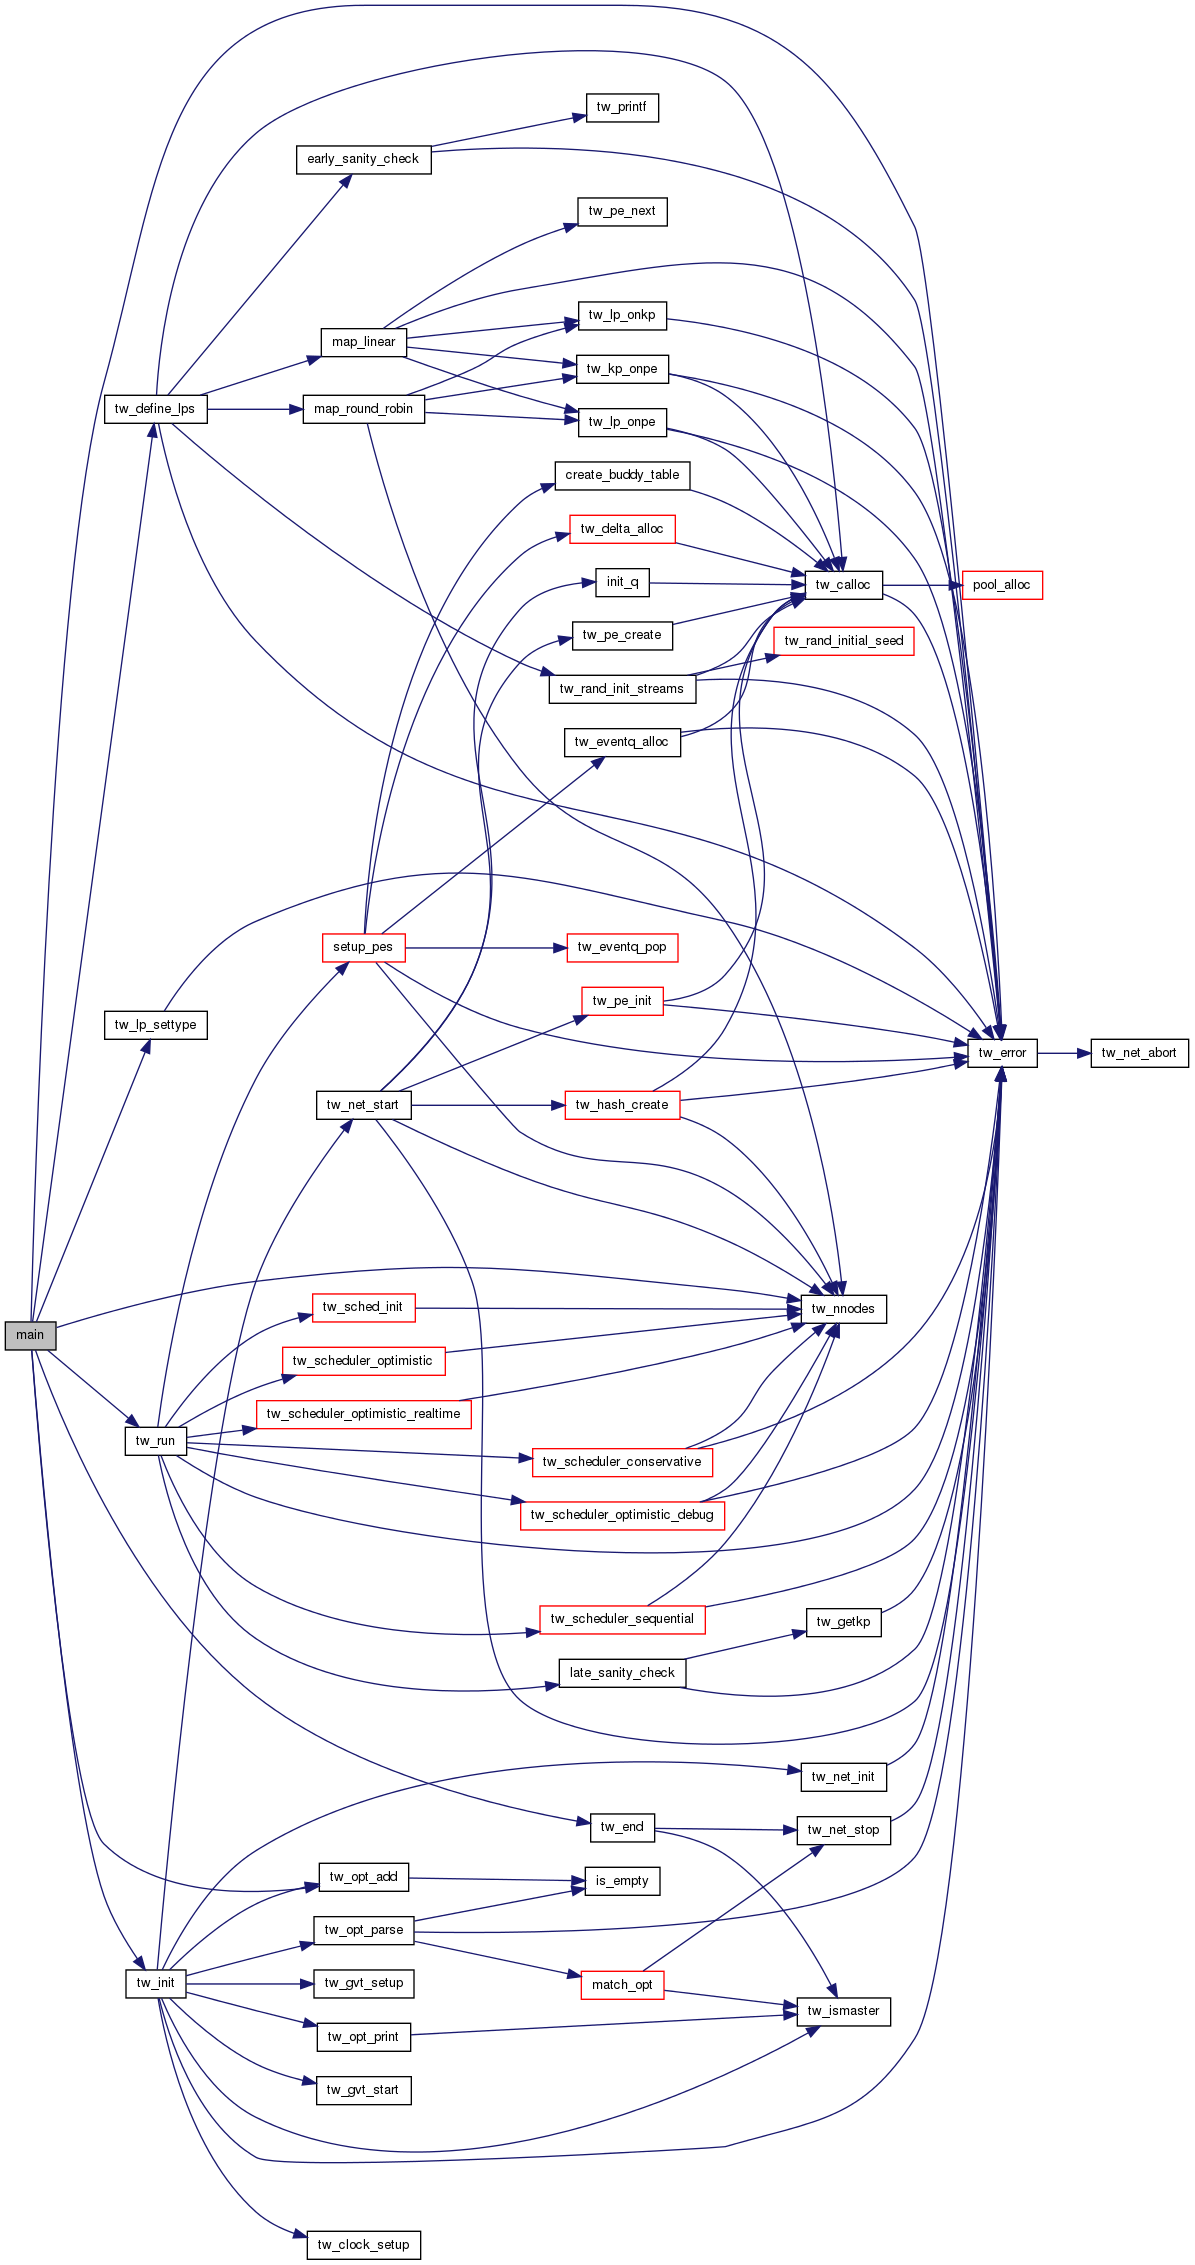 tw_printf
early_sanity_check
tw_pe_next
tw_lp_onkp
map_linear
tw_kp_onpe
tw_define_lps
map_round_robin
tw_lp_onpe
create_buddy_table
tw_delta_alloc
init_q
tw_calloc
pool_alloc
tw_pe_create
tw_rand_initial_seed
tw_rand_init_streams
tw_eventq_alloc
setup_pes
tw_eventq_pop
tw_pe_init
tw_lp_settype
tw_error
tw_net_abort
tw_net_start
tw_hash_create
tw_sched_init
tw_nnodes
main
tw_scheduler_optimistic
tw_scheduler_optimistic_realtime
tw_run
tw_scheduler_conservative
tw_scheduler_optimistic_debug
tw_scheduler_sequential
tw_getkp
late_sanity_check
tw_net_init
tw_end
tw_net_stop
tw_opt_add
is_empty
tw_opt_parse
tw_init
tw_gvt_setup
match_opt
tw_ismaster
tw_opt_print
tw_gvt_start
tw_clock_setup